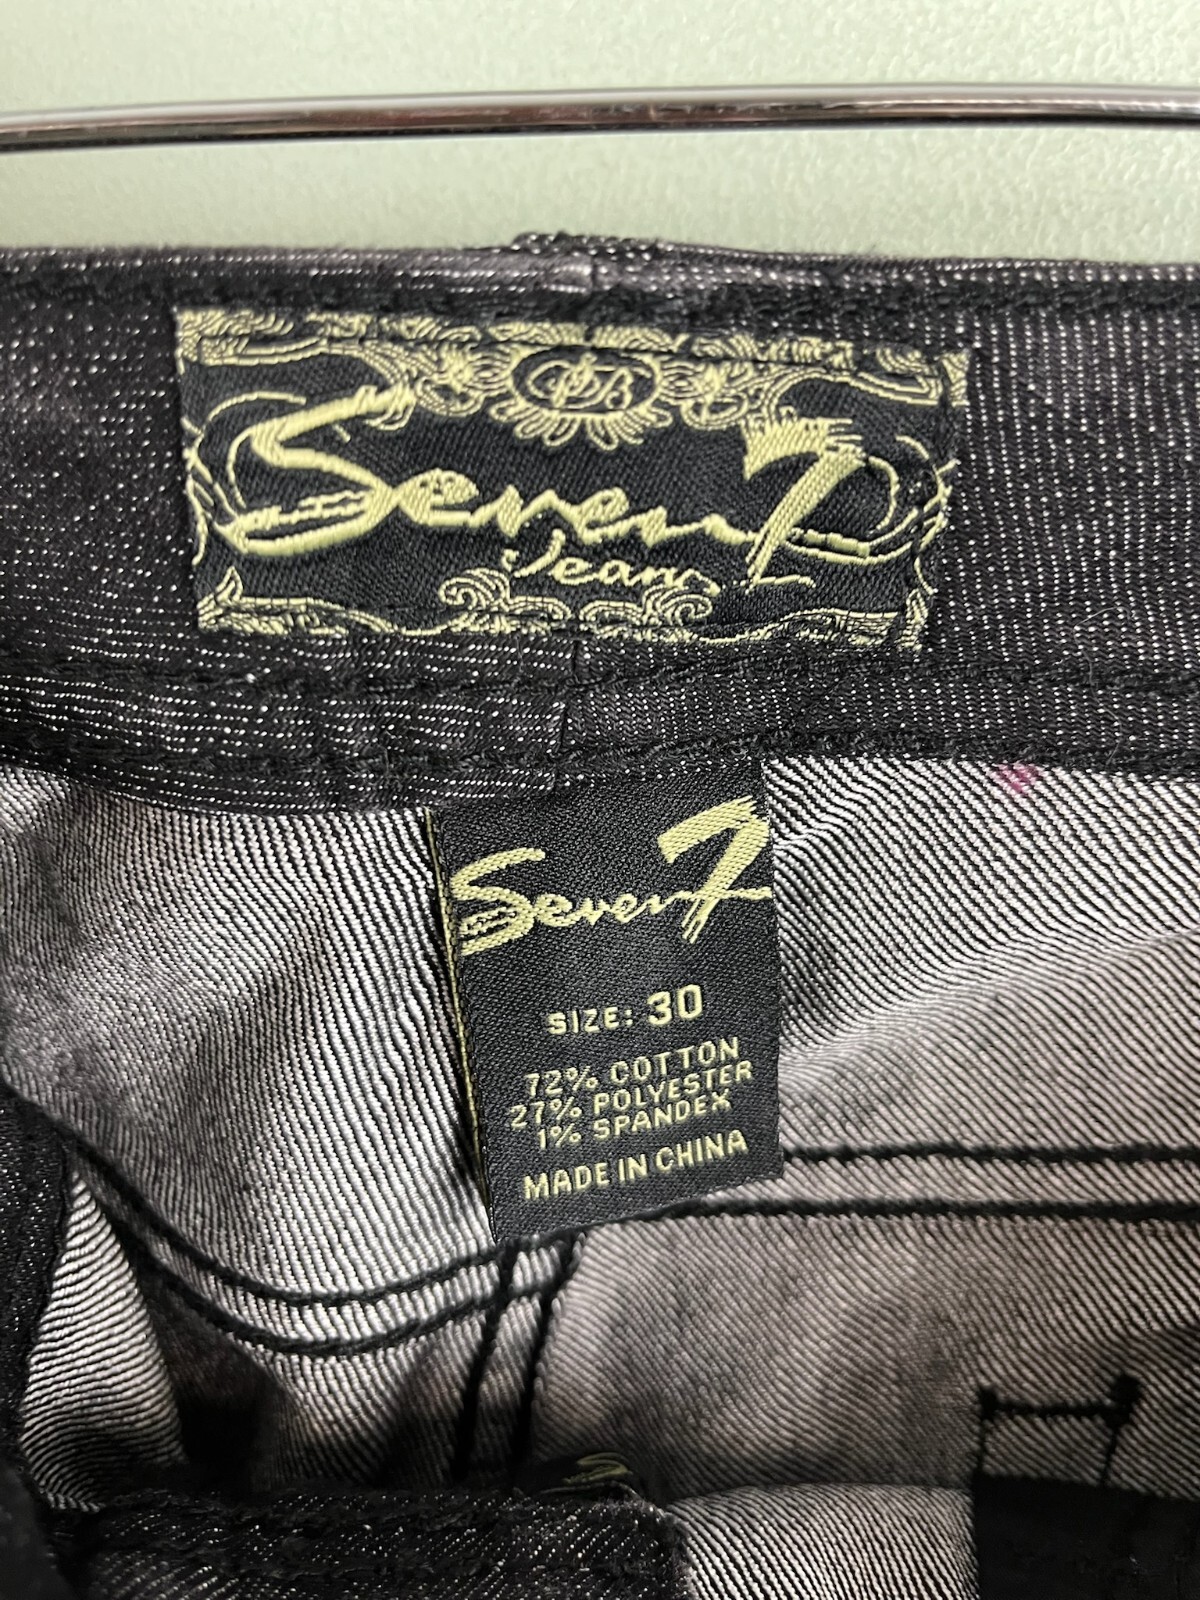 Seven7
Jeans
Seven7
SIZE: 30
72% COTTON
27% POLYESTER
1% SPANDEX
MADE IN CHINA